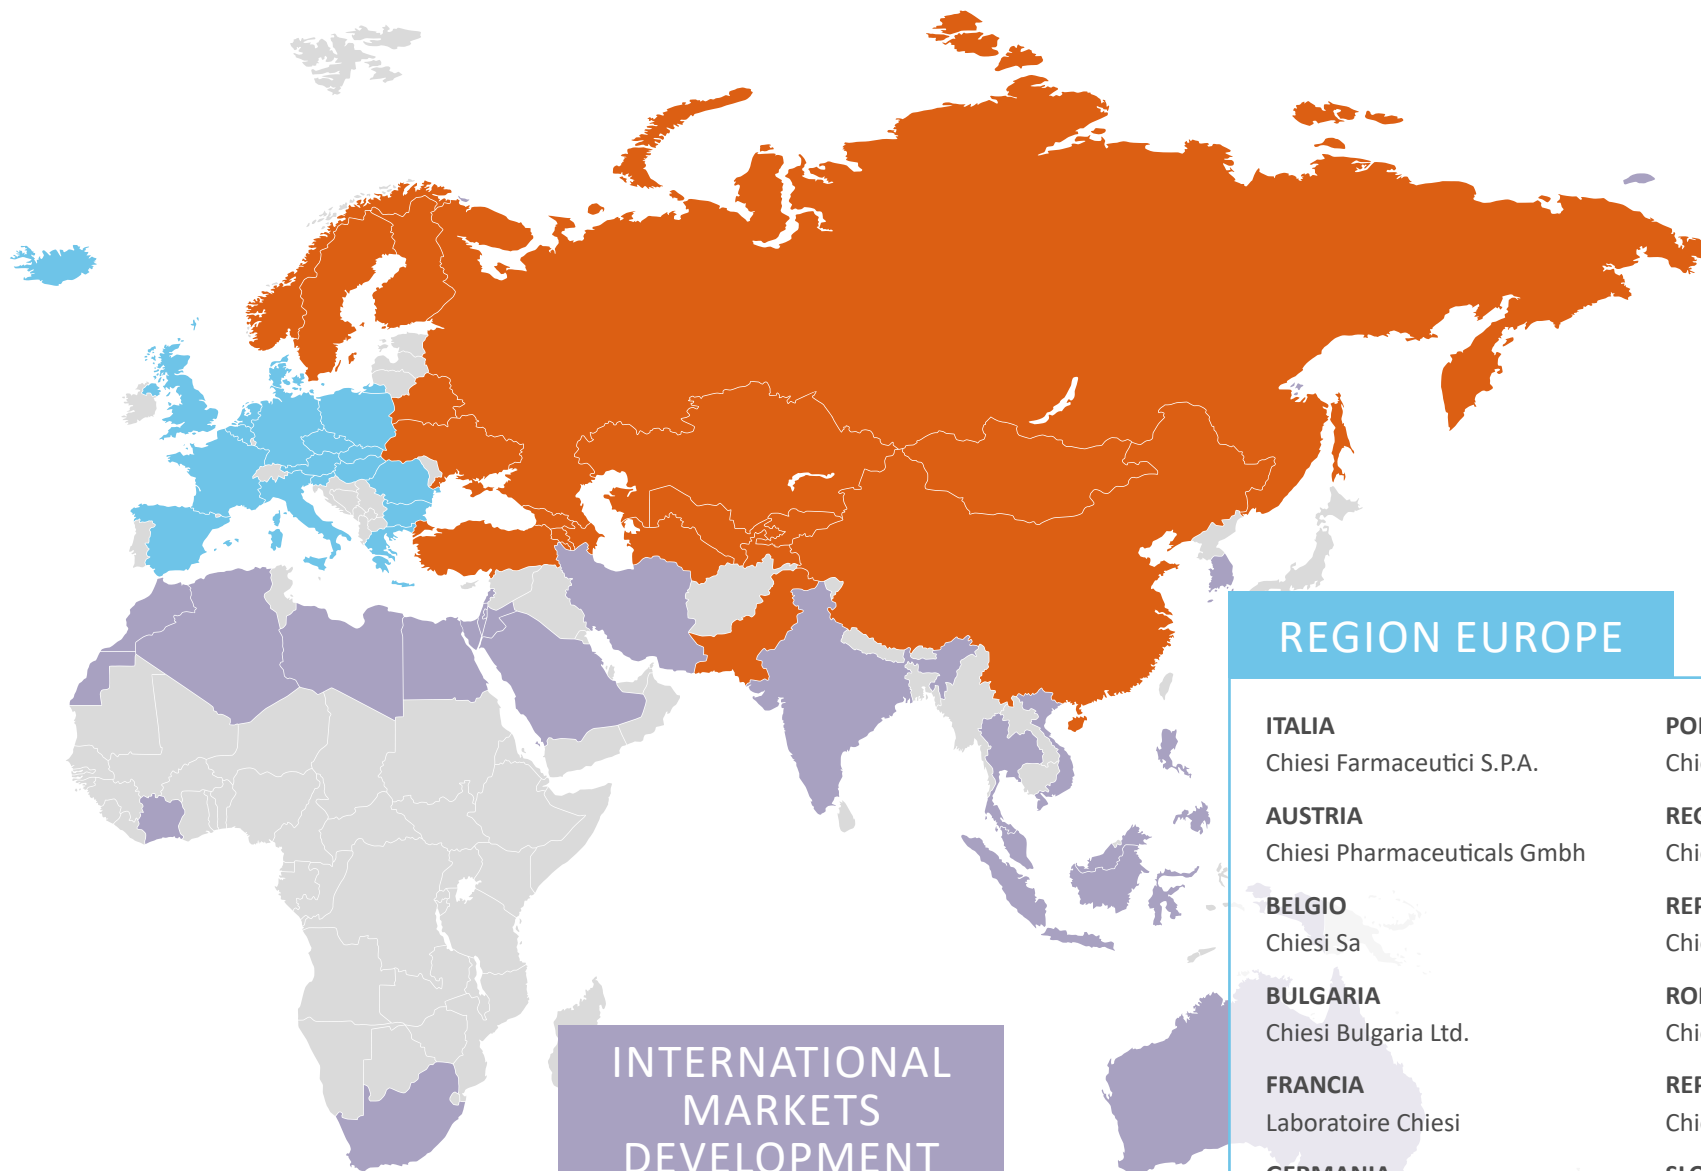 REGION EUROPE
ITALIA
Chiesi Farmaceutici S.P.A.
AUSTRIA
Chiesi Pharmaceuticals Gmbh
BELGIO
Chiesi Sa
BULGARIA
Chiesi Bulgaria Ltd.
FRANCIA
Laboratoire Chiesi
GERMANIA
INTERNATIONAL
MARKETS
DEVELOPMENT